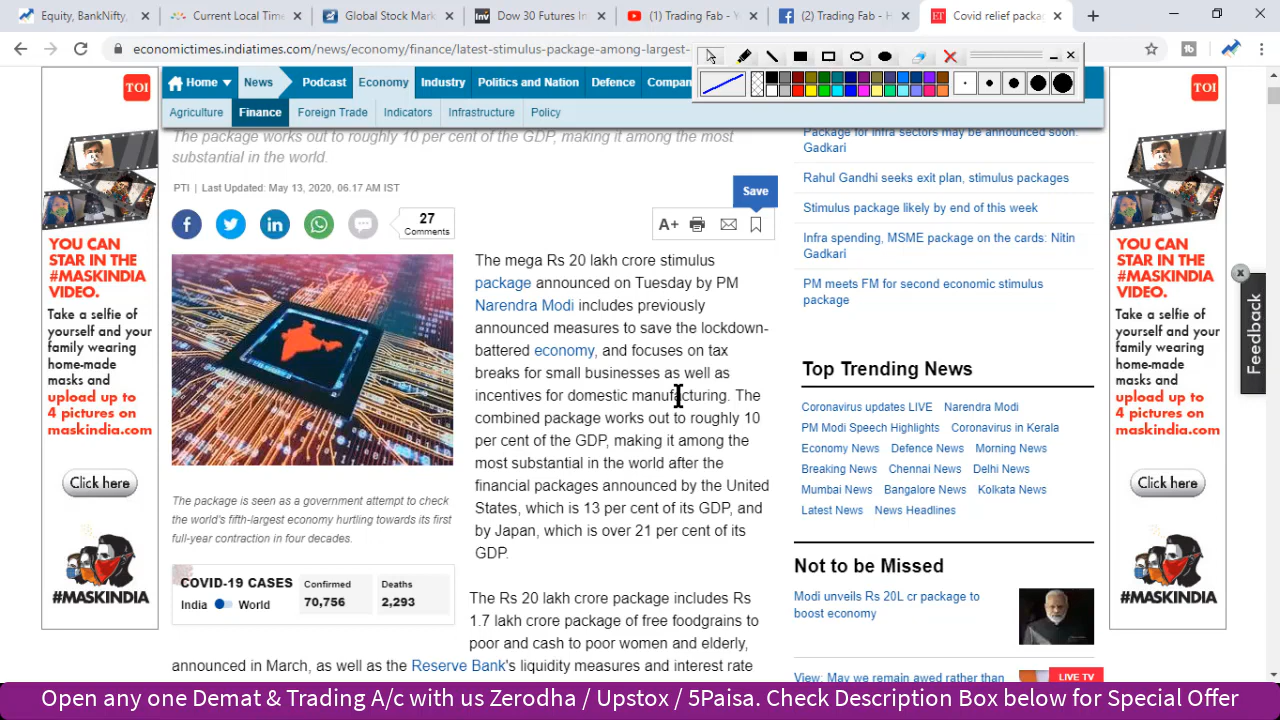 Equity, BankNifty,
Current Local Time
Global Stock Mark
Dow 30 Futures In
(1) Trading Fab - Y
(2) Trading Fab - H
ET Covid relief packa
economictimes.indiatimes.com/news/economy/finance/latest-stimulus-package-among-largest-
TOI
Home News Podcast Economy Industry Politics and Nation Defence Compan
Agriculture Finance Foreign Trade Indicators Infrastructure Policy
The package works out to roughly 10 per cent of the GDP, making it among the most
substantial in the world.
PTI | Last Updated: May 13, 2020, 06.17 AM IST
Save
27
Comments
A+
The mega Rs 20 lakh crore stimulus
package announced on Tuesday by PM
Narendra Modi includes previously
announced measures to save the lockdown-
battered economy, and focuses on tax
breaks for small businesses as well as
incentives for domestic manufacturing. The
combined package works out to roughly 10
per cent of the GDP, making it among the
most substantial in the world after the
financial packages announced by the United
States, which is 13 per cent of its GDP, and
by Japan, which is over 21 per cent of its
GDP.
The package is seen as a government attempt to check
the world's fifth-largest economy hurtling towards its first
full-year contraction in four decades.
COVID-19 CASES
India World
Confirmed
70,756
Deaths
2,293
The Rs 20 lakh crore package includes Rs
1.7 lakh crore package of free foodgrains to
poor and cash to poor women and elderly,
announced in March, as well as the Reserve Bank's liquidity measures and interest rate
Package for infra sectors may be announced soon:
Gadkari
Rahul Gandhi seeks exit plan, stimulus packages
Stimulus package likely by end of this week
Infra spending, MSME package on the cards: Nitin
Gadkari
PM meets FM for second economic stimulus
package
Top Trending News
Coronavirus updates LIVE Narendra Modi
PM Modi Speech Highlights Coronavirus in Kerala
Economy News Defence News Morning News
Breaking News Chennai News Delhi News
Mumbai News Bangalore News Kolkata News
Latest News News Headlines
Not to be Missed
Modi unveils Rs 20L cr package to
boost economy
View: May we remain awed rather than
LIVE TV
YOU CAN
STAR IN THE
#MASKINDIA
VIDEO.
Take a selfie of
yourself and your
family wearing
home-made
masks and
upload up to
4 pictures on
maskindia.com
Click here
#MASKINDIA
TOI
YOU CAN
STAR IN THE
#MASKINDIA
VIDEO.
Take a selfie of
yourself and your
family wearing
home-made
masks and
upload up to
4 pictures on
maskindia.com
Click here
#MASKINDIA
Feedback
Open any one Demat & Trading A/c with us Zerodha / Upstox / 5Paisa. Check Description Box below for Special Offer